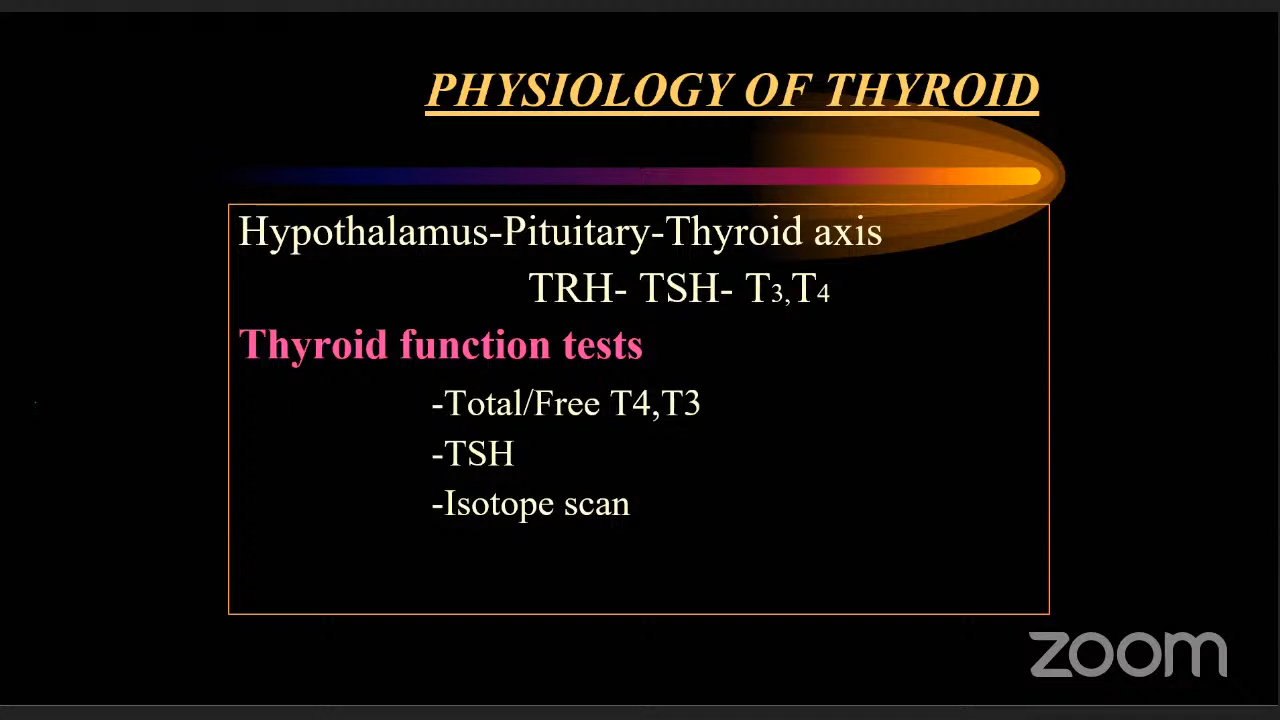 PHYSIOLOGY OF THYROID
Hypothalamus-Pituitary-Thyroid axis
TRH- TSH- T3,T4
Thyroid function tests
-Total/Free T4,T3
-TSH
-Isotope scan
zoom